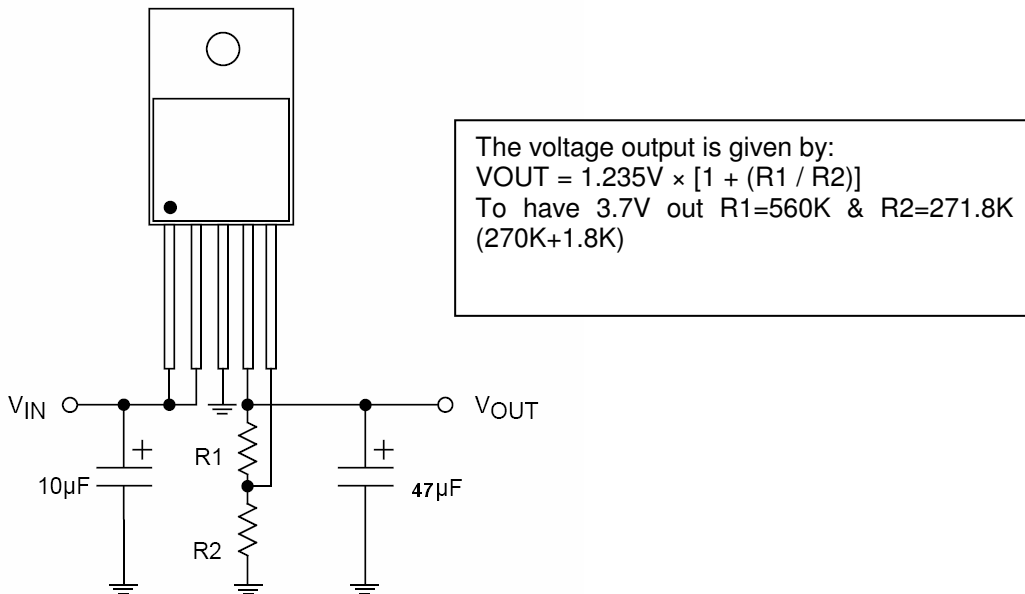 The voltage output is given by:
VOUT = 1.235V × [1 + (R1 / R2)]
To have 3.7V out R1=560K & R2=271.8K
(270K+1.8K)
VIN
VOUT
R1
10µF
47µF
R2